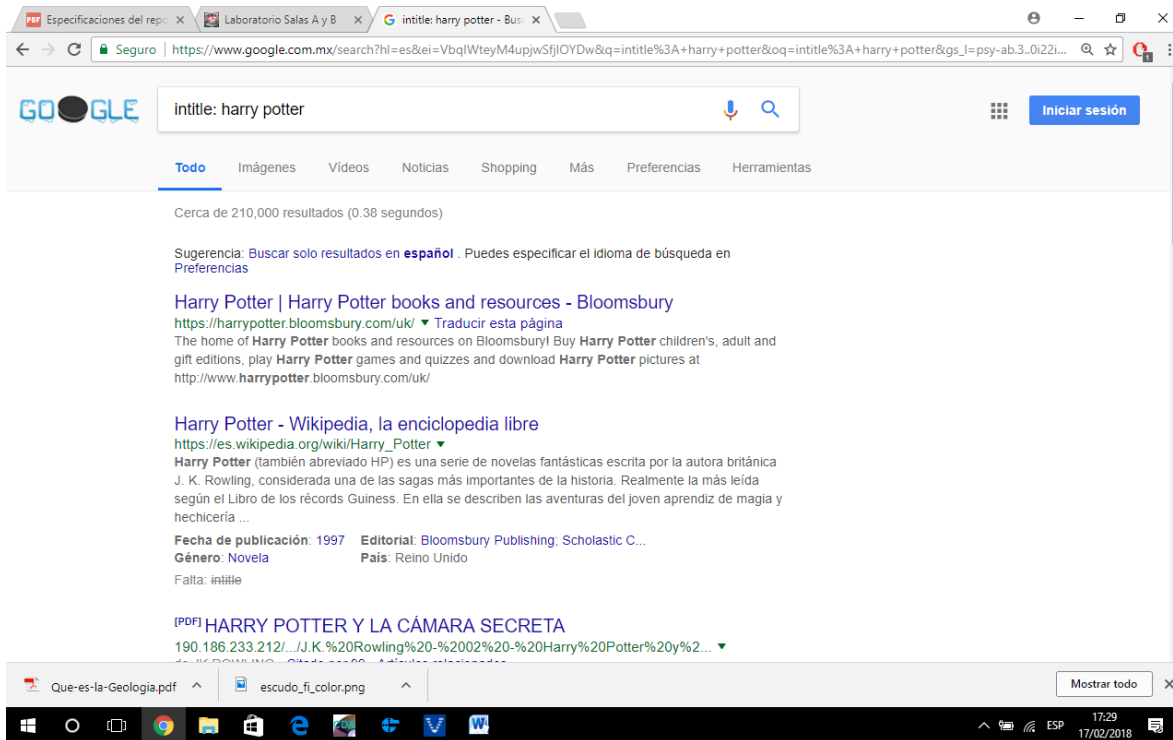 Especificaciones del repo
Laboratorio Salas A y B
intitle: harry potter - Bus
Seguro
https://www.google.com.mx/search?hl=es&ei=VbqIWteyM4upjwSfjIOYDw&q=intitle%3A+harry+potter&oq=intitle%3A+harry+potter&gs_l=psy-ab.3..0i22i...
GOOGLE
intitle: harry potter
Iniciar sesión
Todo Imágenes Vídeos Noticias Shopping Más Preferencias Herramientas
Cerca de 210,000 resultados (0.38 segundos)
Sugerencia: Buscar solo resultados en español . Puedes especificar el idioma de búsqueda en
Preferencias
Harry Potter | Harry Potter books and resources - Bloomsbury
https://harrypotter.bloomsbury.com/uk/ ▼ Traducir esta página
The home of Harry Potter books and resources on Bloomsbury! Buy Harry Potter children's, adult and
gift editions, play Harry Potter games and quizzes and download Harry Potter pictures at
http://www.harrypotter.bloomsbury.com/uk/
Harry Potter - Wikipedia, la enciclopedia libre
https://es.wikipedia.org/wiki/Harry_Potter ▼
Harry Potter (también abreviado HP) es una serie de novelas fantásticas escrita por la autora británica
J. K. Rowling, considerada una de las sagas más importantes de la historia. Realmente la más leída
según el Libro de los récords Guiness. En ella se describen las aventuras del joven aprendiz de magia y
hechicería ...
Fecha de publicación: 1997 Editorial: Bloomsbury Publishing; Scholastic C...
Género: Novela País: Reino Unido
Falta: intitle
[PDF] HARRY POTTER Y LA CÁMARA SECRETA
190.186.233.212/.../J.K.%20Rowling%20-%2002%20-%20Harry%20Potter%20y%2... ▼
Que-es-la-Geologia.pdf
escudo_fi_color.png
Mostrar todo
ESP
17:29
17/02/2018